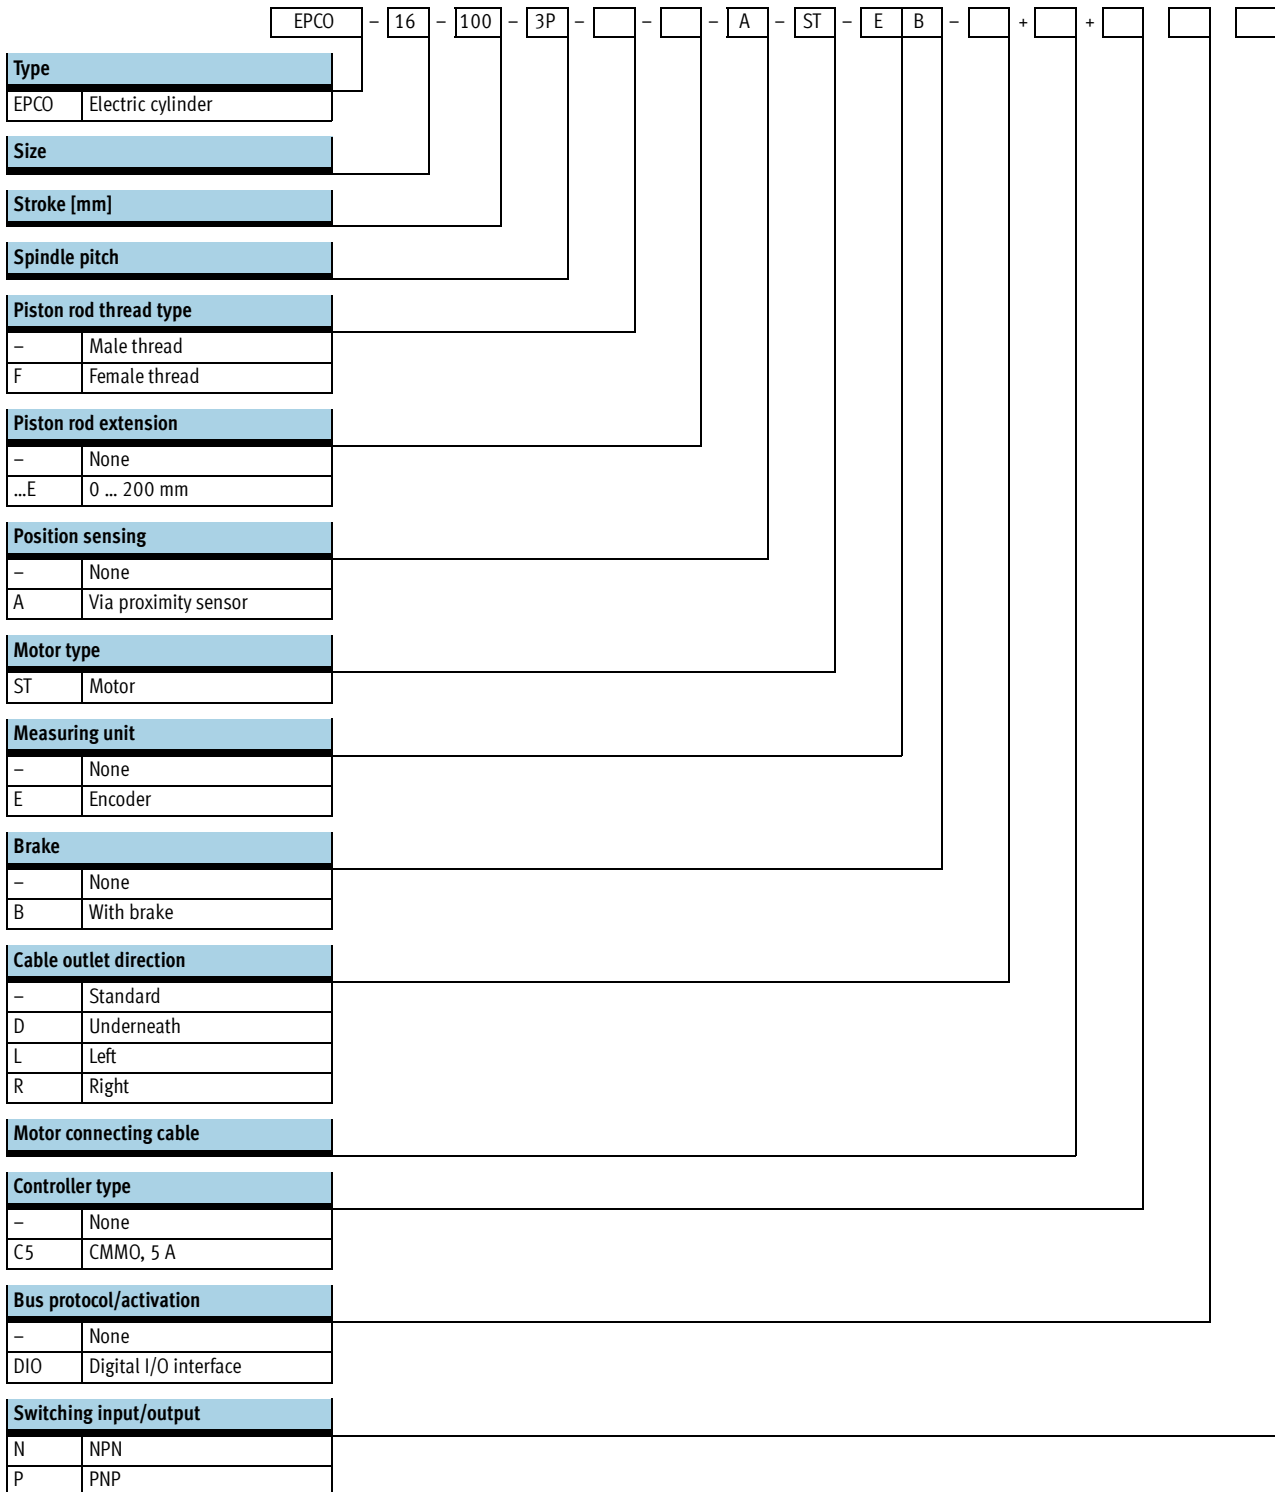 EPCO – 16 – 100 – 3P – – – A – ST – E B – + +
Type
EPCO Electric cylinder
Size
Stroke [mm]
Spindle pitch
Piston rod thread type
– Male thread
F Female thread
Piston rod extension
– None
...E 0 ... 200 mm
Position sensing
– None
A Via proximity sensor
Motor type
ST Motor
Measuring unit
– None
E Encoder
Brake
– None
B With brake
Cable outlet direction
– Standard
D Underneath
L Left
R Right
Motor connecting cable
Controller type
– None
C5 CMMO, 5 A
Bus protocol/activation
– None
DIO Digital I/O interface
Switching input/output
N NPN
P PNP